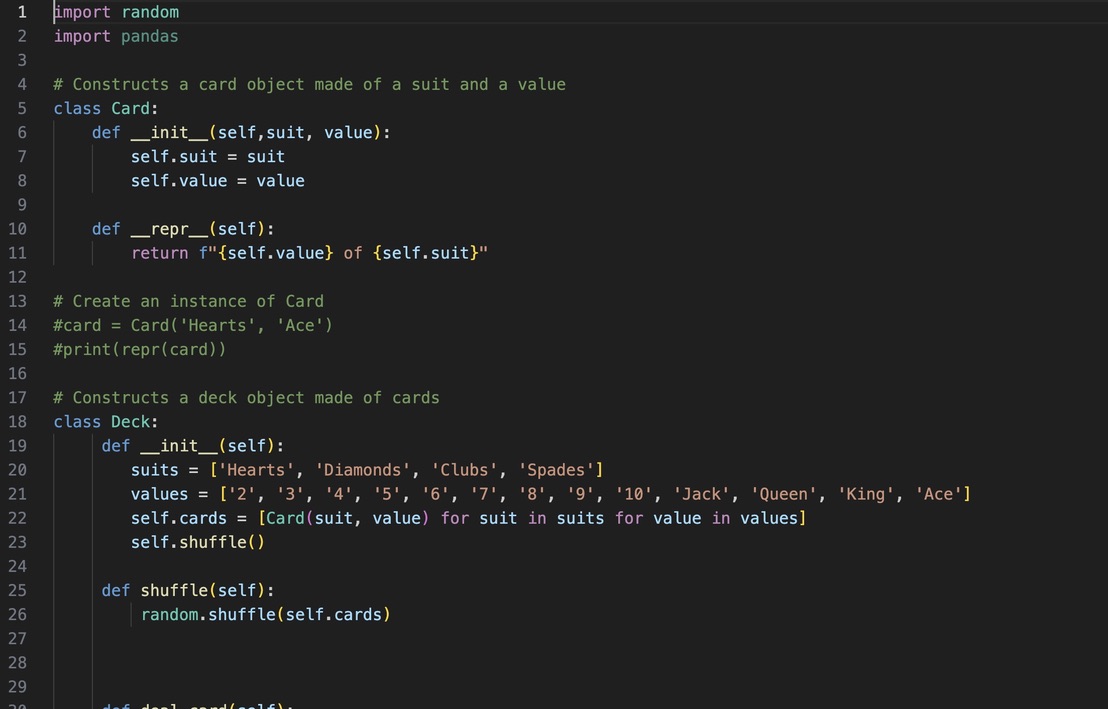 1 import random
2 import pandas
3
4 # Constructs a card object made of a suit and a value
5 class Card:
6     def __init__(self,suit, value):
7         self.suit = suit
8         self.value = value
9
10     def __repr__(self):
11         return f"{self.value} of {self.suit}"
12
13 # Create an instance of Card
14 #card = Card('Hearts', 'Ace')
15 #print(repr(card))
16
17 # Constructs a deck object made of cards
18 class Deck:
19      def __init__(self):
20         suits = ['Hearts', 'Diamonds', 'Clubs', 'Spades']
21         values = ['2', '3', '4', '5', '6', '7', '8', '9', '10', 'Jack', 'Queen', 'King', 'Ace']
22         self.cards = [Card(suit, value) for suit in suits for value in values]
23         self.shuffle()
24
25      def shuffle(self):
26          random.shuffle(self.cards)
27
28
29
30      def deal_card(self):